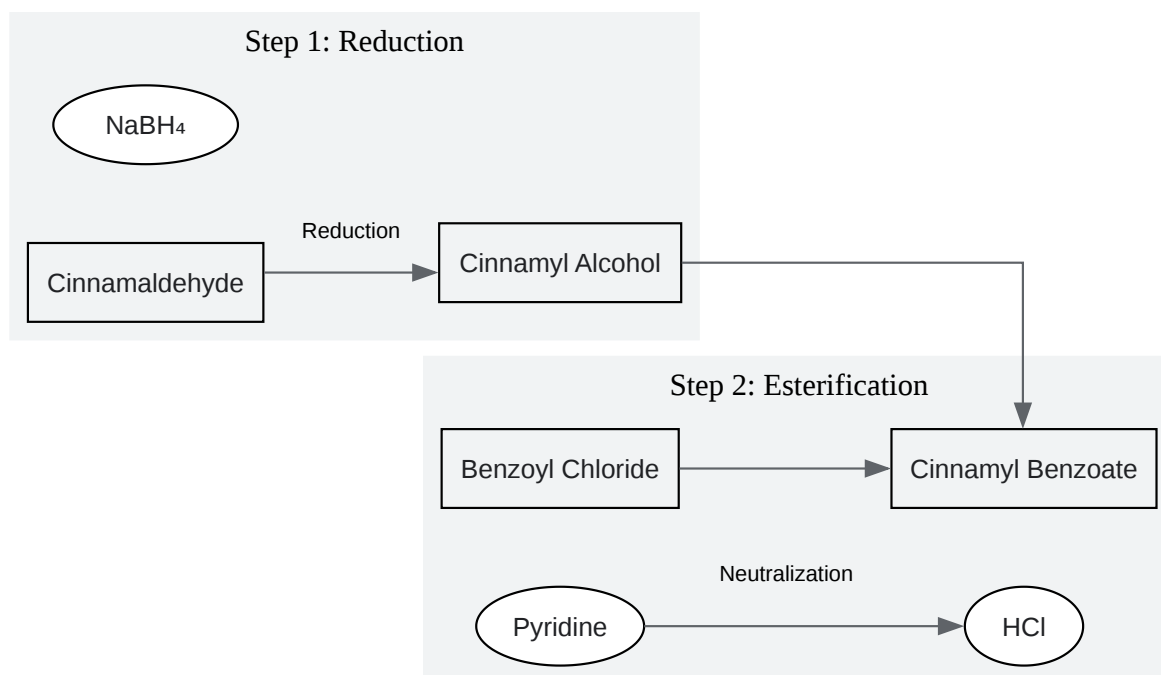 Step 1: Reduction
NaBH₄
Reduction
Cinnamaldehyde
Cinnamyl Alcohol
Step 2: Esterification
Benzoyl Chloride
Cinnamyl Benzoate
Neutralization
Pyridine
HCl